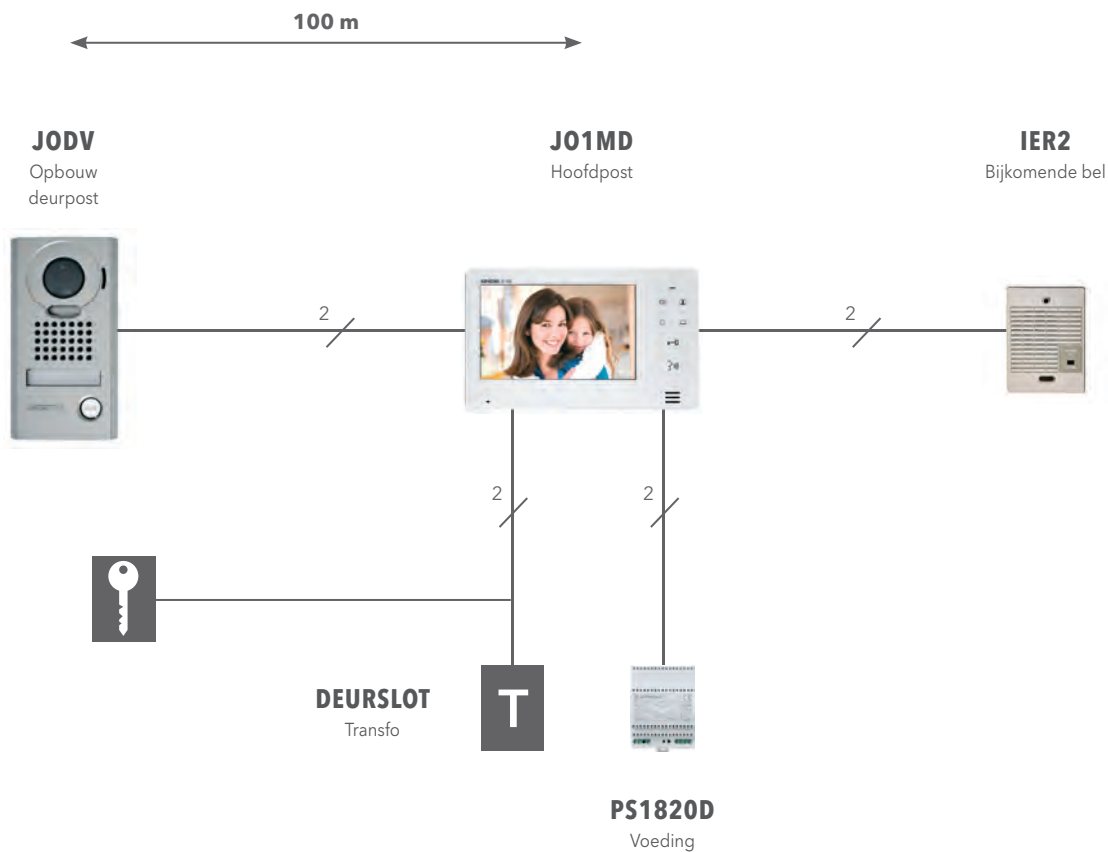 100 m
JODV
Opbouw
deurpost
JO1MD
Hoofdpost
IER2
Bijkomende bel
2
2
2
2
DEURSLOT
Transfo
T
PS1820D
Voeding